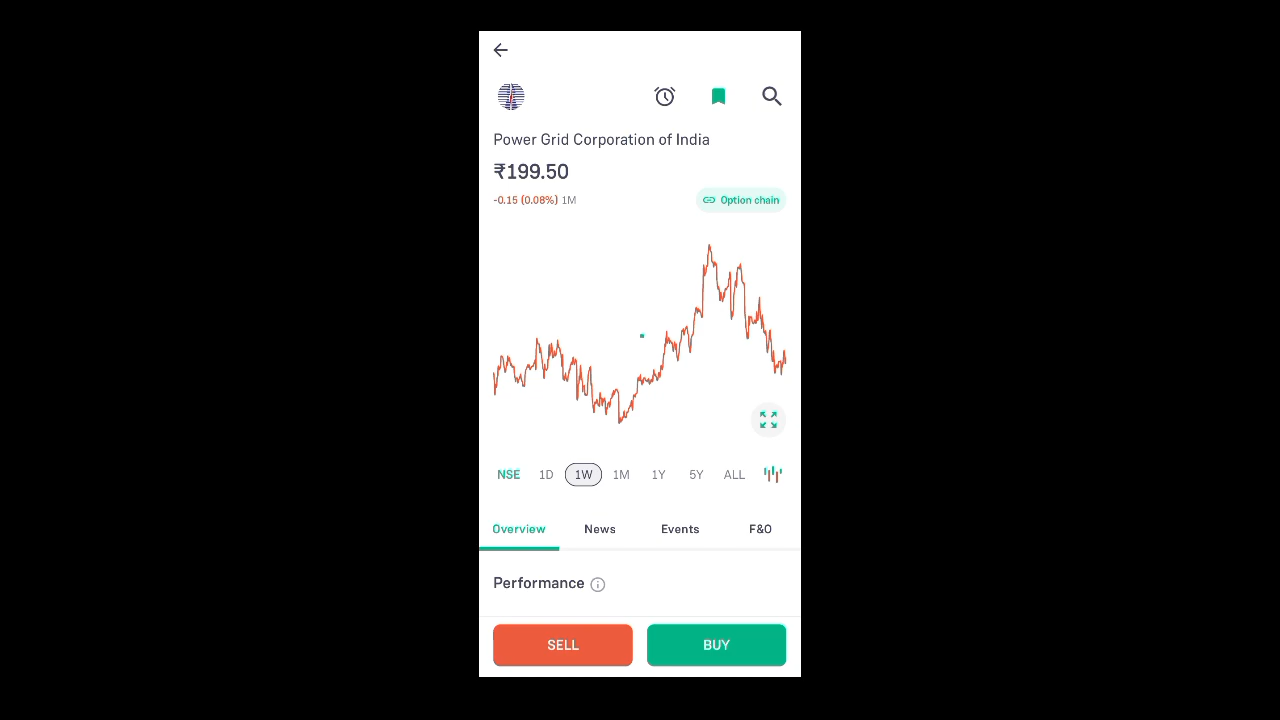 Power Grid Corporation of India
₹199.50
-0.15 (0.08%) 1M
Option chain
NSE 1D 1W 1M 1Y 5Y ALL
Overview News Events F&O
Performance
SELL BUY